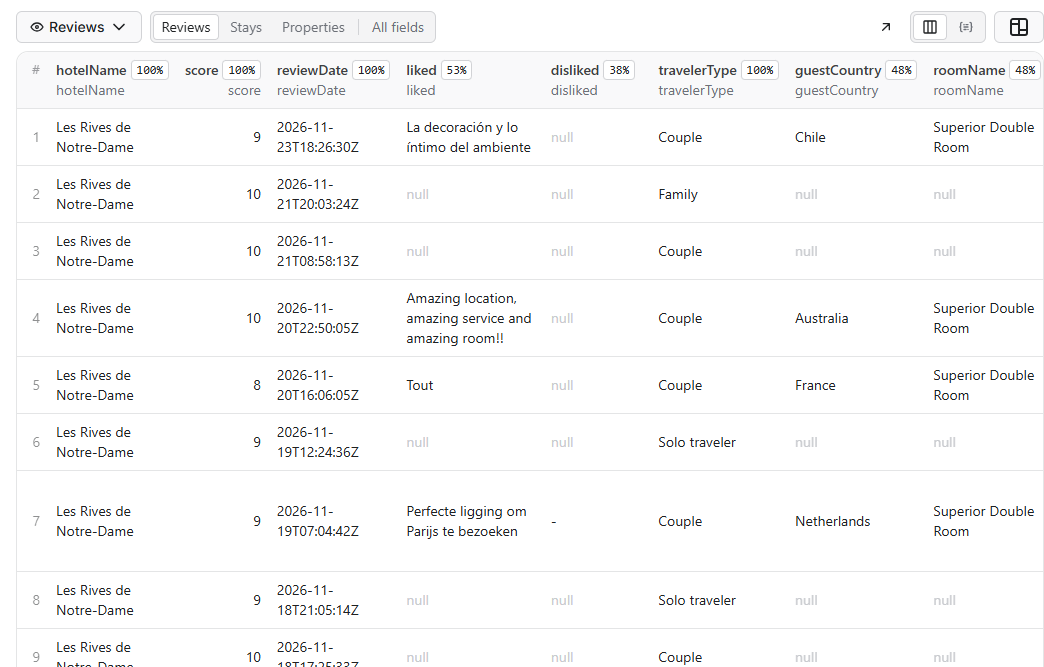 Reviews
Reviews Stays Properties All fields
# hotelName 100% score 100% reviewDate 100% liked 53% disliked 38% travelerType 100% guestCountry 48% roomName 48%
hotelName score reviewDate liked disliked travelerType guestCountry roomName
1 Les Rives de Notre-Dame 9 2026-11-23T18:26:30Z La decoración y lo íntimo del ambiente null Couple Chile Superior Double Room
2 Les Rives de Notre-Dame 10 2026-11-21T20:03:24Z null null Family null null
3 Les Rives de Notre-Dame 10 2026-11-21T08:58:13Z null null Couple null null
4 Les Rives de Notre-Dame 10 2026-11-20T22:50:05Z Amazing location, amazing service and amazing room!! null Couple Australia Superior Double Room
5 Les Rives de Notre-Dame 8 2026-11-20T16:06:05Z Tout null Couple France Superior Double Room
6 Les Rives de Notre-Dame 9 2026-11-19T12:24:36Z null null Solo traveler null null
7 Les Rives de Notre-Dame 9 2026-11-19T07:04:42Z Perfecte ligging om Parijs te bezoeken - Couple Netherlands Superior Double Room
8 Les Rives de Notre-Dame 9 2026-11-18T21:05:14Z null null Solo traveler null null
9 Les Rives de Notre-Dame 10 2026-11-18T17:25:33Z null null Couple null null